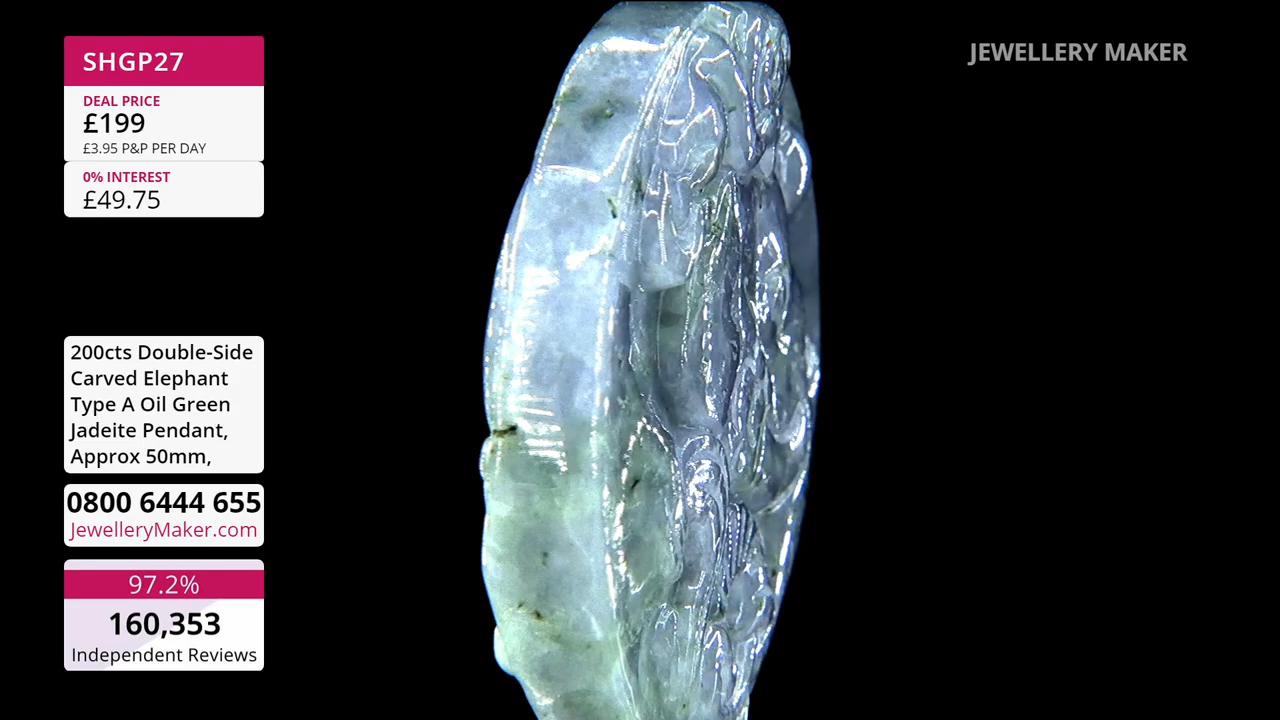 SHGP27
DEAL PRICE
£199
£3.95 P&P PER DAY
0% INTEREST
£49.75
200cts Double-Side
Carved Elephant
Type A Oil Green
Jadeite Pendant,
Approx 50mm,
0800 6444 655
JewelleryMaker.com
97.2%
160,353
Independent Reviews
JEWELLERY MAKER